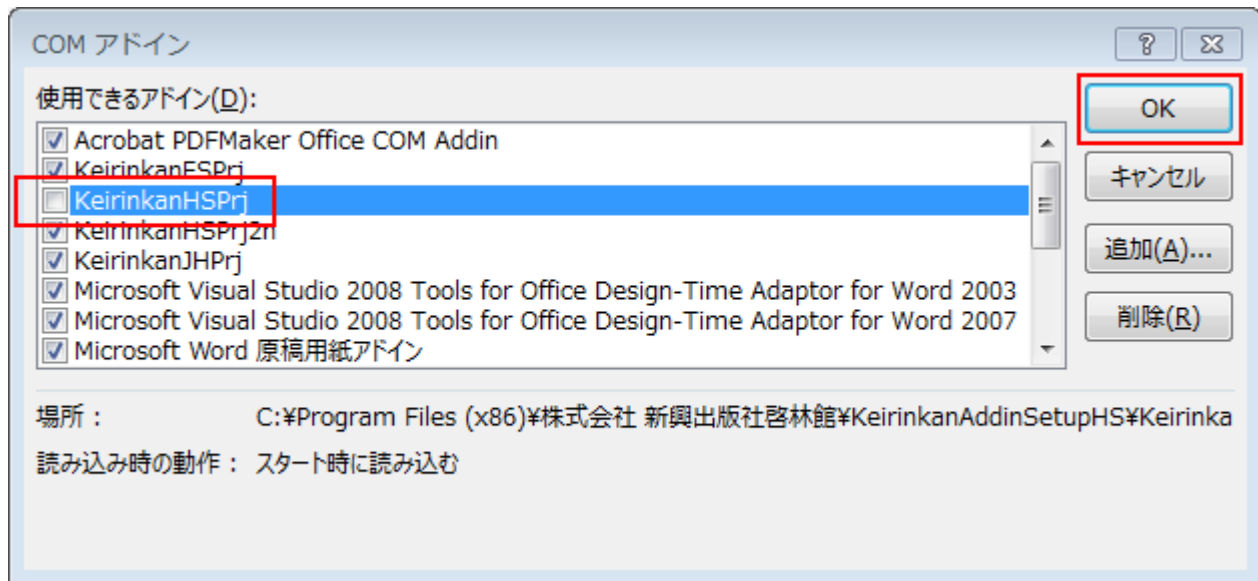 COM アドイン
使用できるアドイン(D):
Acrobat PDFMaker Office COM Addin
KeirinkanESPrj
KeirinkanHSPrj
KeirinkanHSPrj2n
KeirinkanJHPrj
Microsoft Visual Studio 2008 Tools for Office Design-Time Adaptor for Word 2003
Microsoft Visual Studio 2008 Tools for Office Design-Time Adaptor for Word 2007
Microsoft Word 原稿用紙アドイン
OK
キャンセル
追加(A)...
削除(R)
場所： C:¥Program Files (x86)¥株式会社 新興出版社啓林館¥KeirinkanAddinSetupHS¥Keirinka
読み込み時の動作： スタート時に読み込む